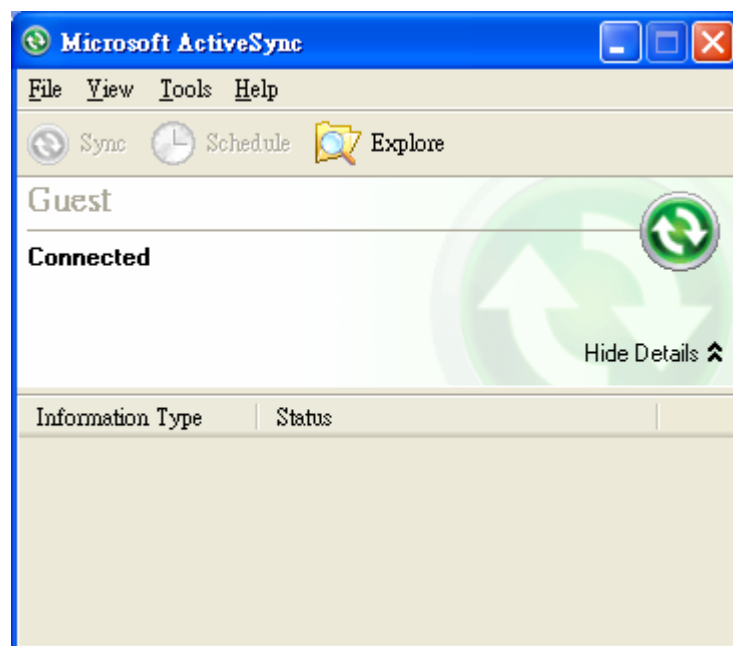 Microsoft ActiveSync
File View Tools Help
Sync Schedule Explore
Guest
Connected
Hide Details
Information Type Status